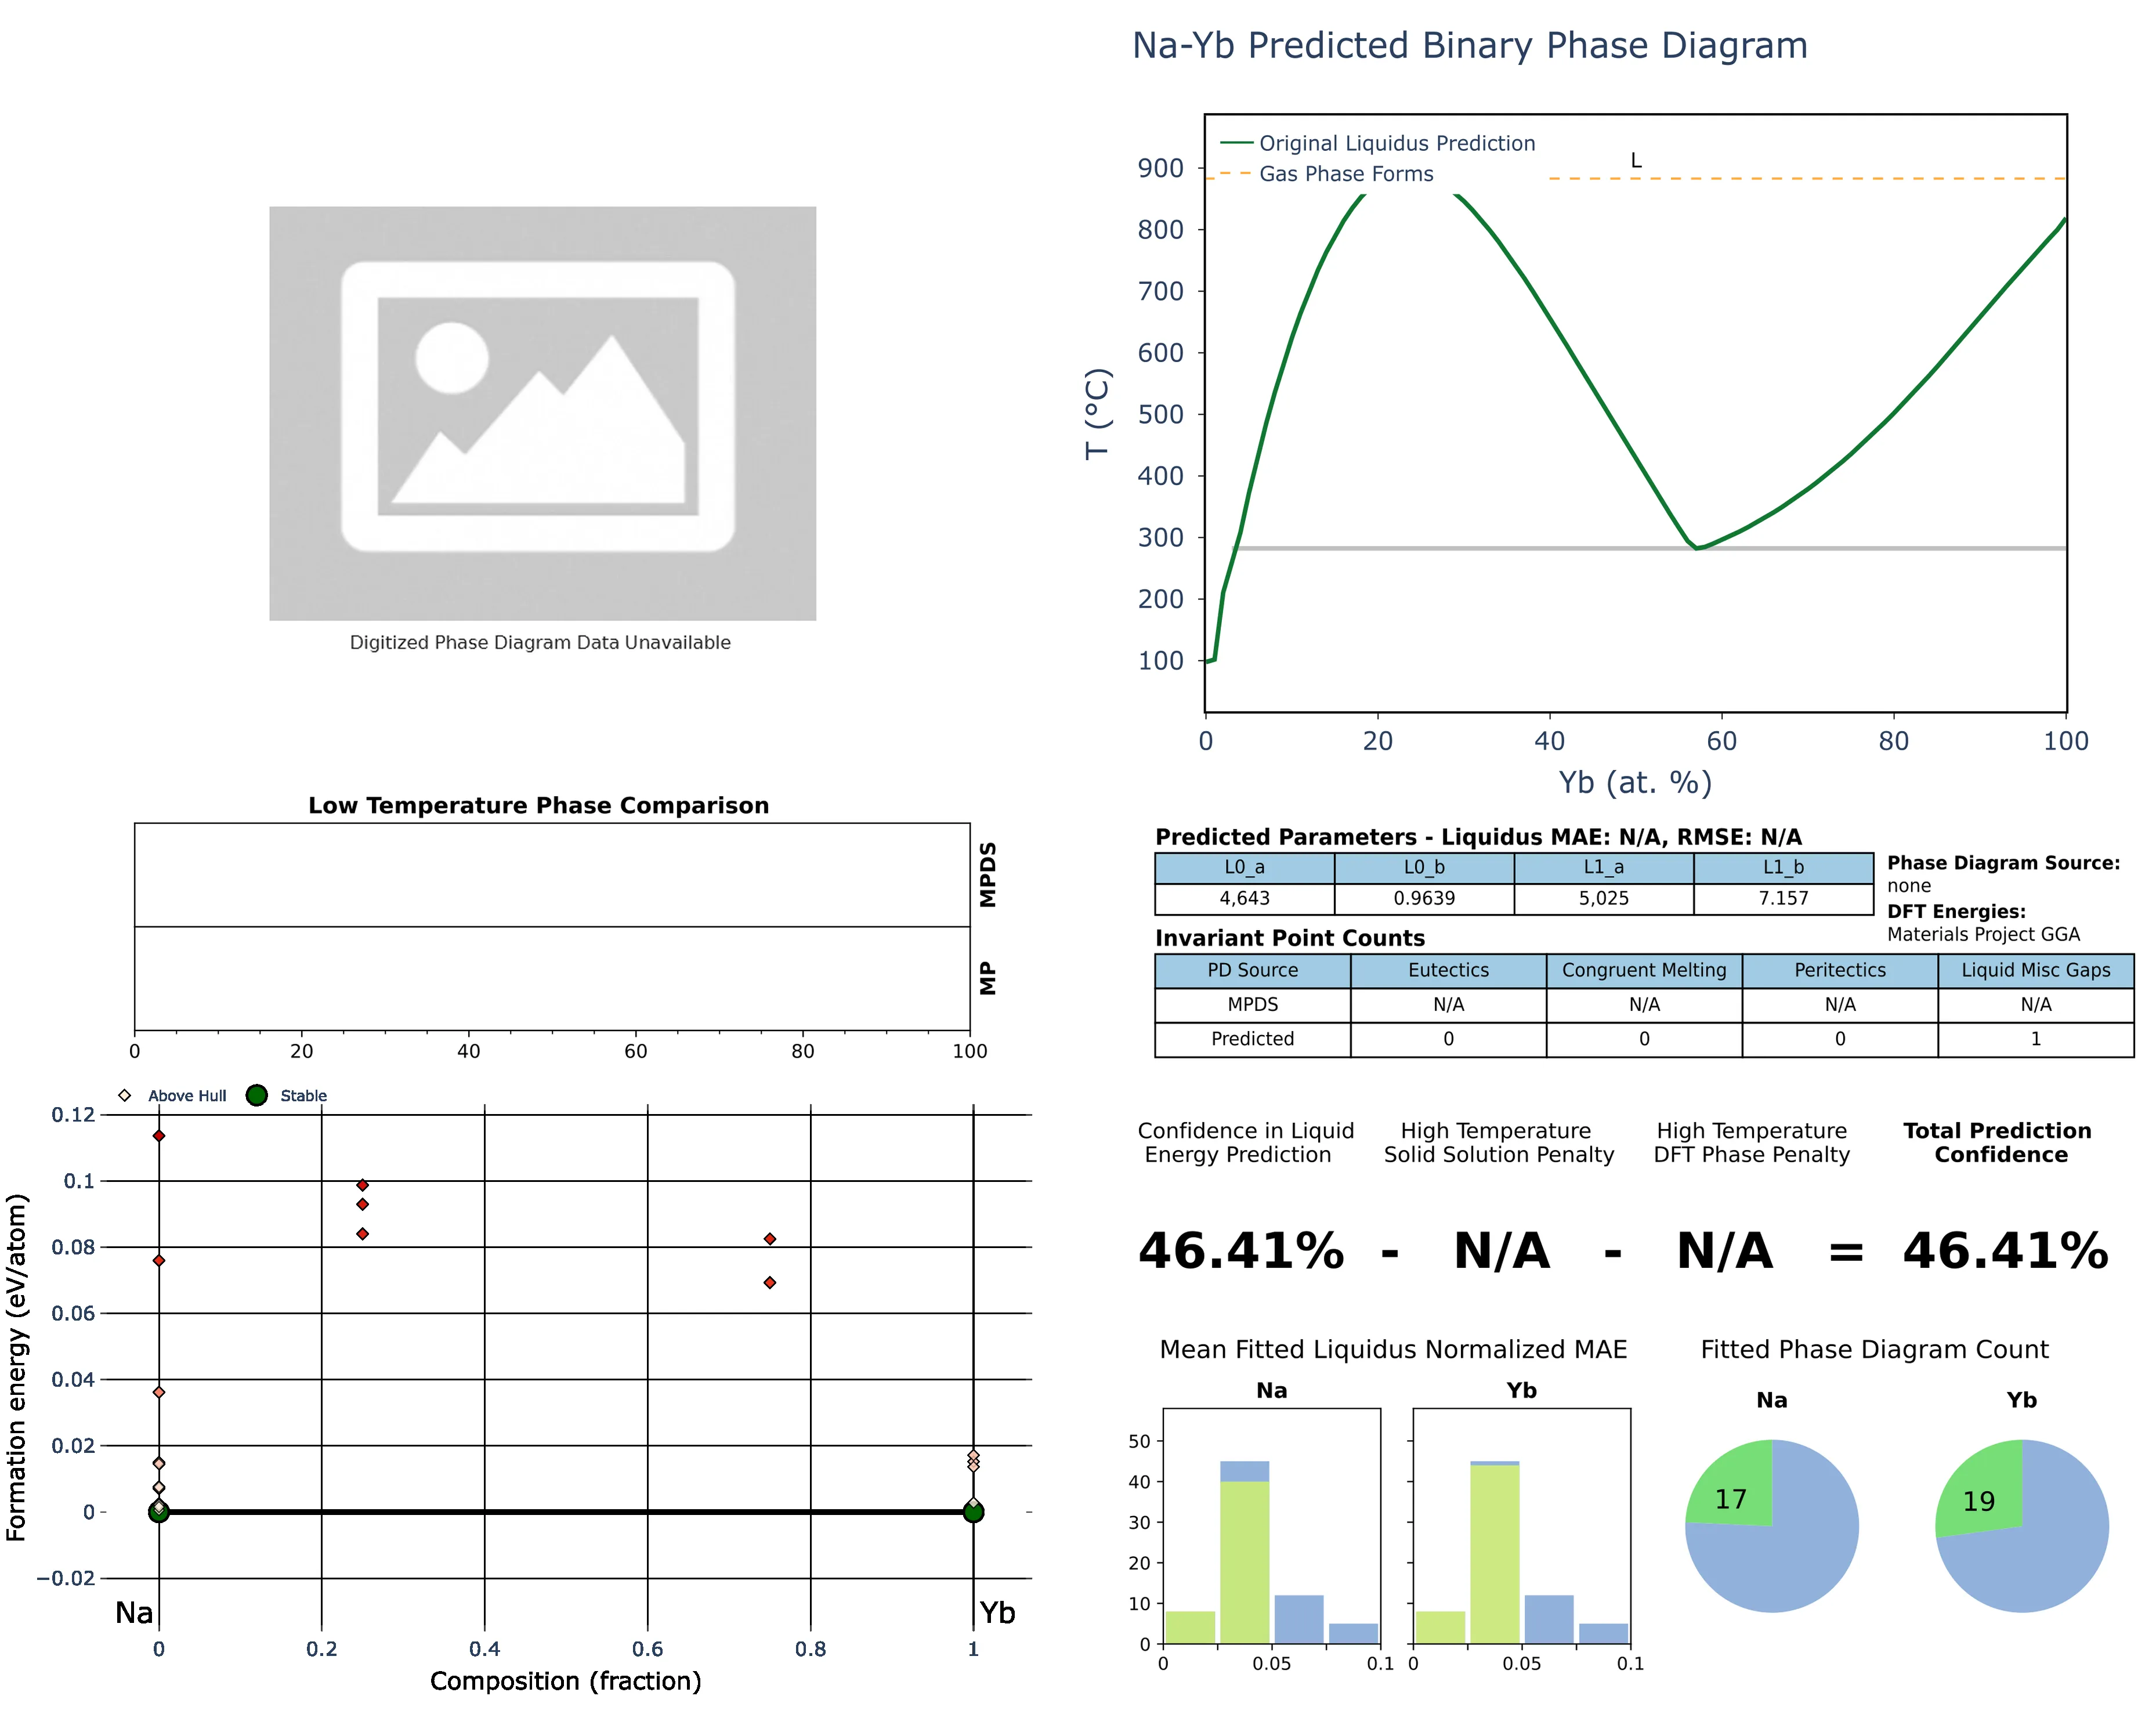 Na-Yb Predicted Binary Phase Diagram
Original Liquidus Prediction
Gas Phase Forms
L
900
800
700
600
500
400
300
200
100
T (°C)
0 20 40 60 80 100
Yb (at. %)
Digitized Phase Diagram Data Unavailable
Low Temperature Phase Comparison
MPDS
MP
0 20 40 60 80 100
Predicted Parameters - Liquidus MAE: N/A, RMSE: N/A
L0_a L0_b L1_a L1_b
4,643 0.9639 5,025 7.157
Phase Diagram Source:
none
DFT Energies:
Materials Project GGA
Invariant Point Counts
PD Source Eutectics Congruent Melting Peritectics Liquid Misc Gaps
MPDS N/A N/A N/A N/A
Predicted 0 0 0 1
Above Hull Stable
0.12
0.1
0.08
0.06
0.04
0.02
0
−0.02
Formation energy (eV/atom)
Na Yb
0 0.2 0.4 0.6 0.8 1
Composition (fraction)
Confidence in Liquid
Energy Prediction
High Temperature
Solid Solution Penalty
High Temperature
DFT Phase Penalty
Total Prediction
Confidence
46.41% - N/A - N/A = 46.41%
Mean Fitted Liquidus Normalized MAE
Na Yb
50
40
30
20
10
0
0 0.05 0.1 0 0.05 0.1
Fitted Phase Diagram Count
Na Yb
17 19